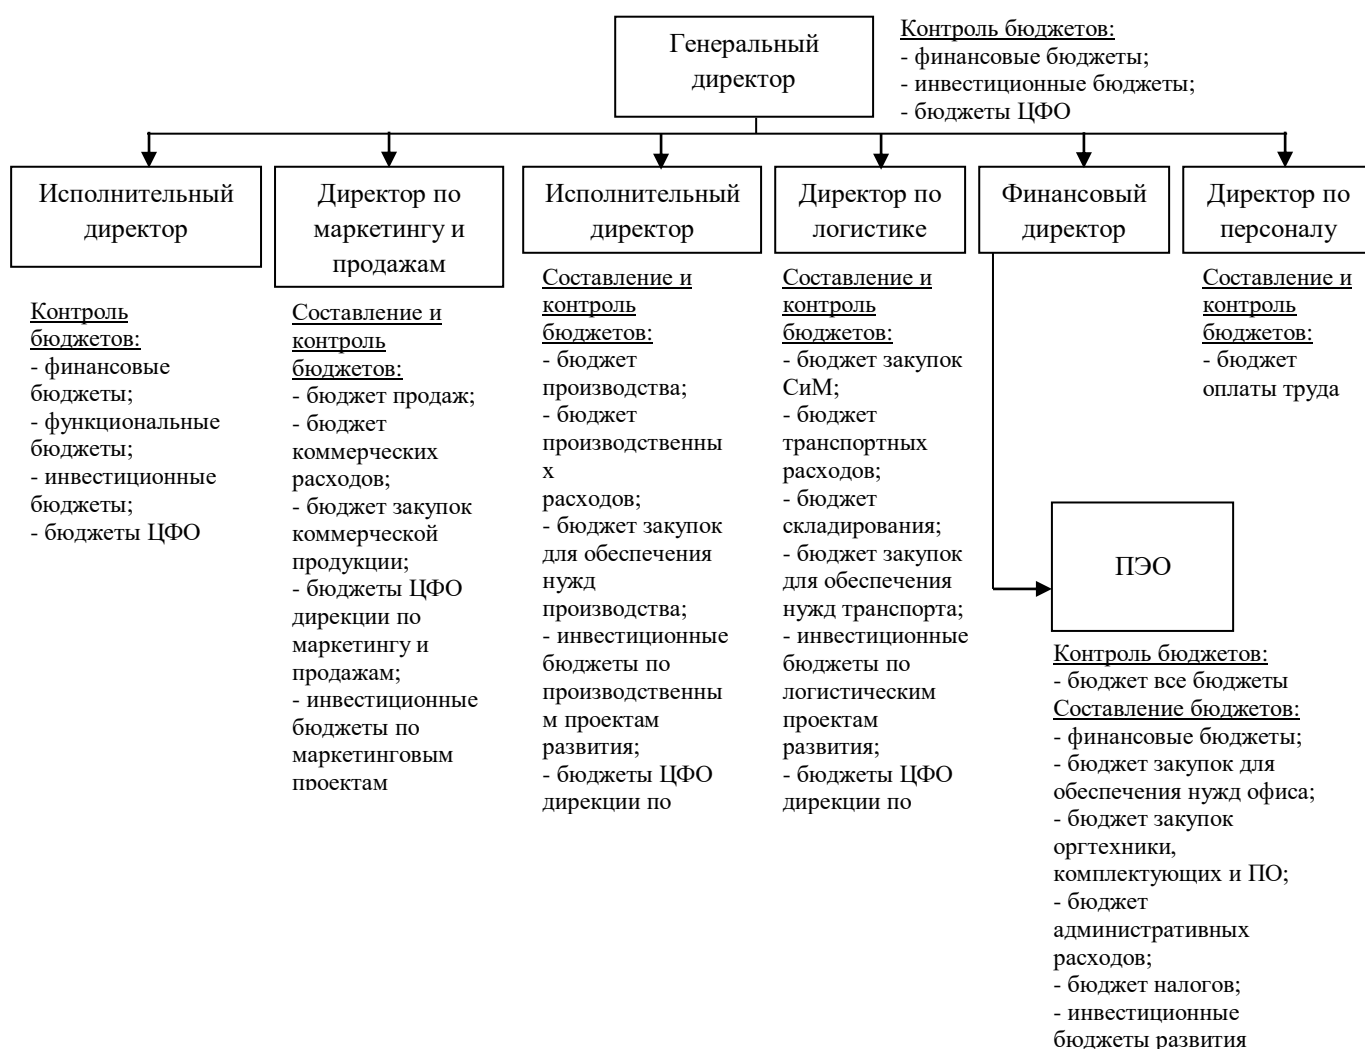 Генеральный
директор
Контроль бюджетов:
- финансовые бюджеты;
- инвестиционные бюджеты;
- бюджеты ЦФО
Исполнительный
директор
Контроль
бюджетов:
- финансовые
бюджеты;
- функциональные
бюджеты;
- инвестиционные
бюджеты;
- бюджеты ЦФО
Директор по
маркетингу и
продажам
Составление и
контроль
бюджетов:
- бюджет продаж;
- бюджет
коммерческих
расходов;
- бюджет закупок
коммерческой
продукции;
- бюджеты ЦФО
дирекции по
маркетингу и
продажам;
- инвестиционные
бюджеты по
маркетинговым
проектам
Исполнительный
директор
Составление и
контроль
бюджетов:
- бюджет
производства;
- бюджет
производственны
х
расходов;
- бюджет закупок
для обеспечения
нужд
производства;
- инвестиционные
бюджеты по
производственны
м проектам
развития;
- бюджеты ЦФО
дирекции по
Директор по
логистике
Составление и
контроль
бюджетов:
- бюджет закупок
СиМ;
- бюджет
транспортных
расходов;
- бюджет
складирования;
- бюджет закупок
для обеспечения
нужд транспорта;
- инвестиционные
бюджеты по
логистическим
проектам
развития;
- бюджеты ЦФО
дирекции по
Финансовый
директор
ПЭО
Контроль бюджетов:
- бюджет все бюджеты
Составление бюджетов:
- финансовые бюджеты;
- бюджет закупок для
обеспечения нужд офиса;
- бюджет закупок
оргтехники,
комплектующих и ПО;
- бюджет
административных
расходов;
- бюджет налогов;
- инвестиционные
бюджеты развития
Директор по
персоналу
Составление и
контроль
бюджетов:
- бюджет
оплаты труда